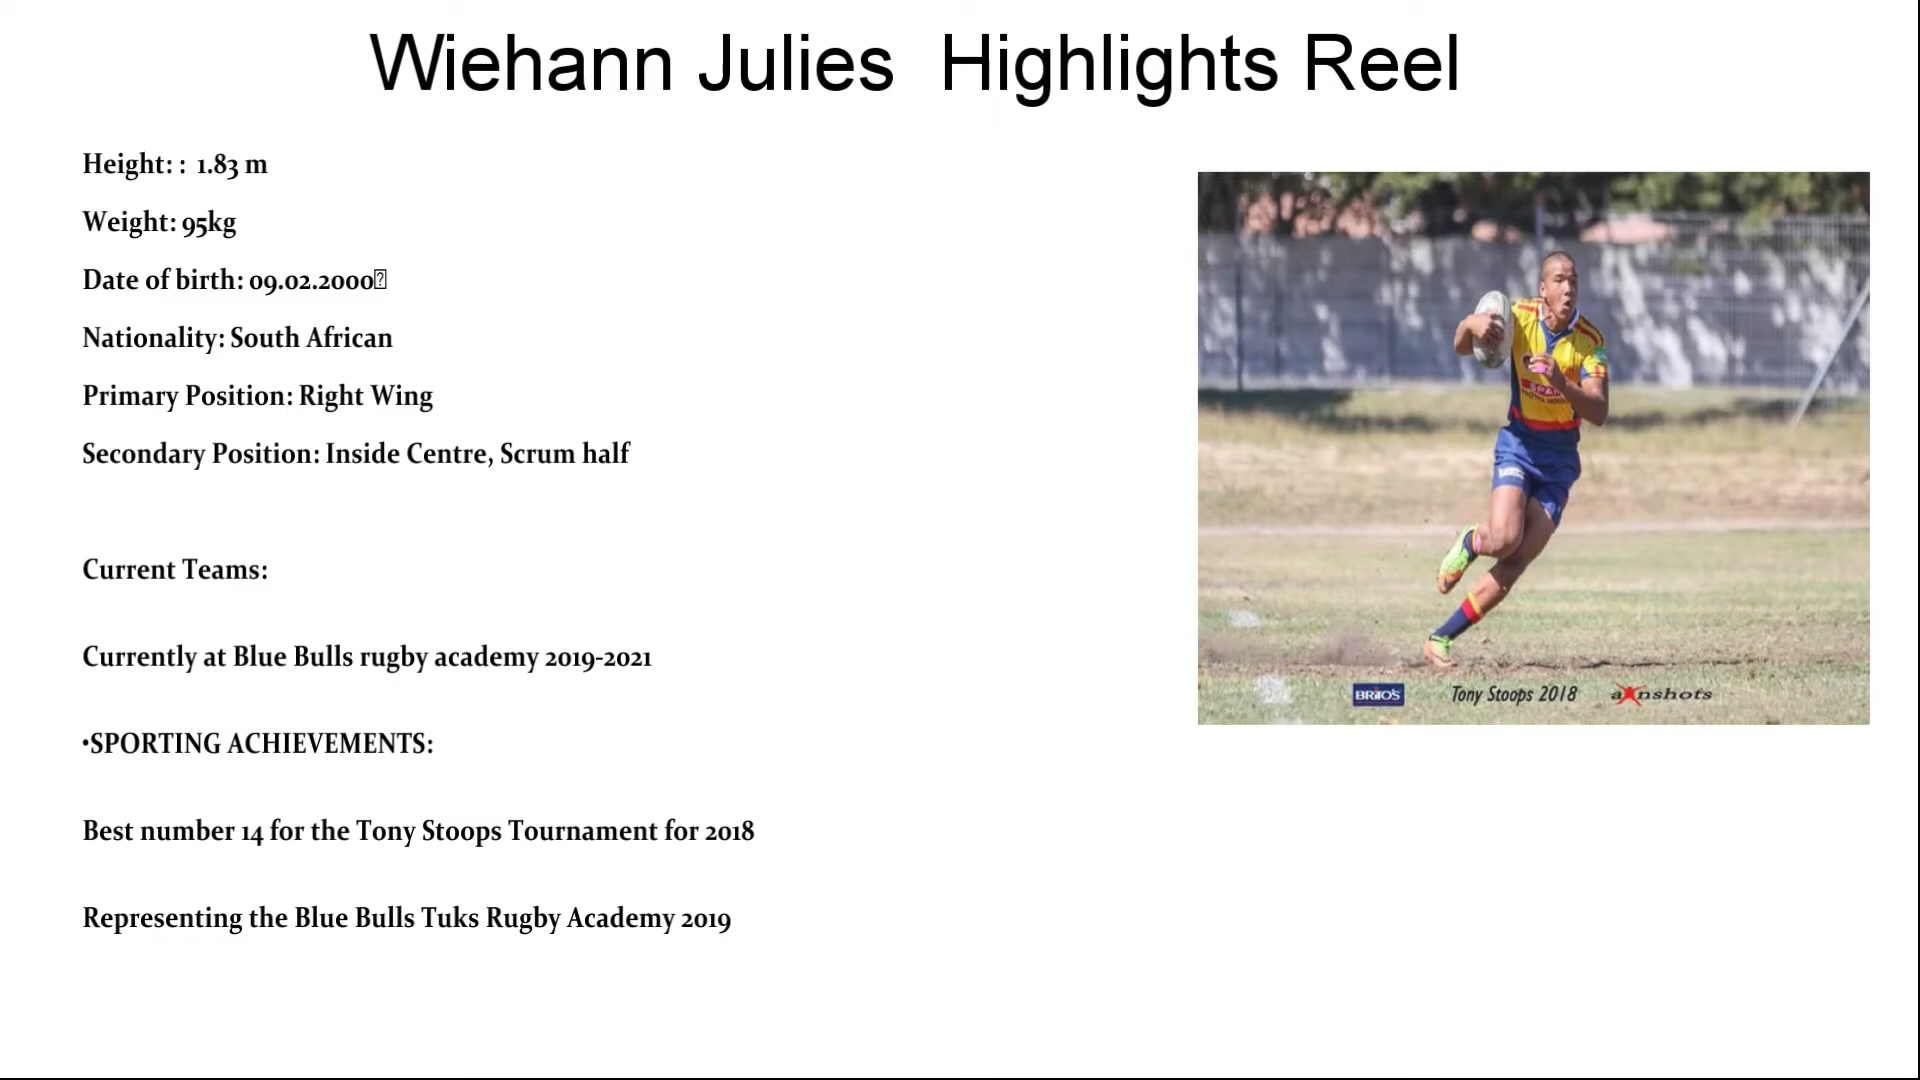 Wiehann Julies  Highlights Reel
Height: :  1.83 m
Weight: 95kg
Date of birth: 09.02.2000
Nationality: South African
Primary Position: Right Wing
Secondary Position: Inside Centre, Scrum half
Current Teams:
Currently at Blue Bulls rugby academy 2019-2021
•SPORTING ACHIEVEMENTS:
Best number 14 for the Tony Stoops Tournament for 2018
Representing the Blue Bulls Tuks Rugby Academy 2019
SPAR
BRiiO'S
Tony Stoops 2018